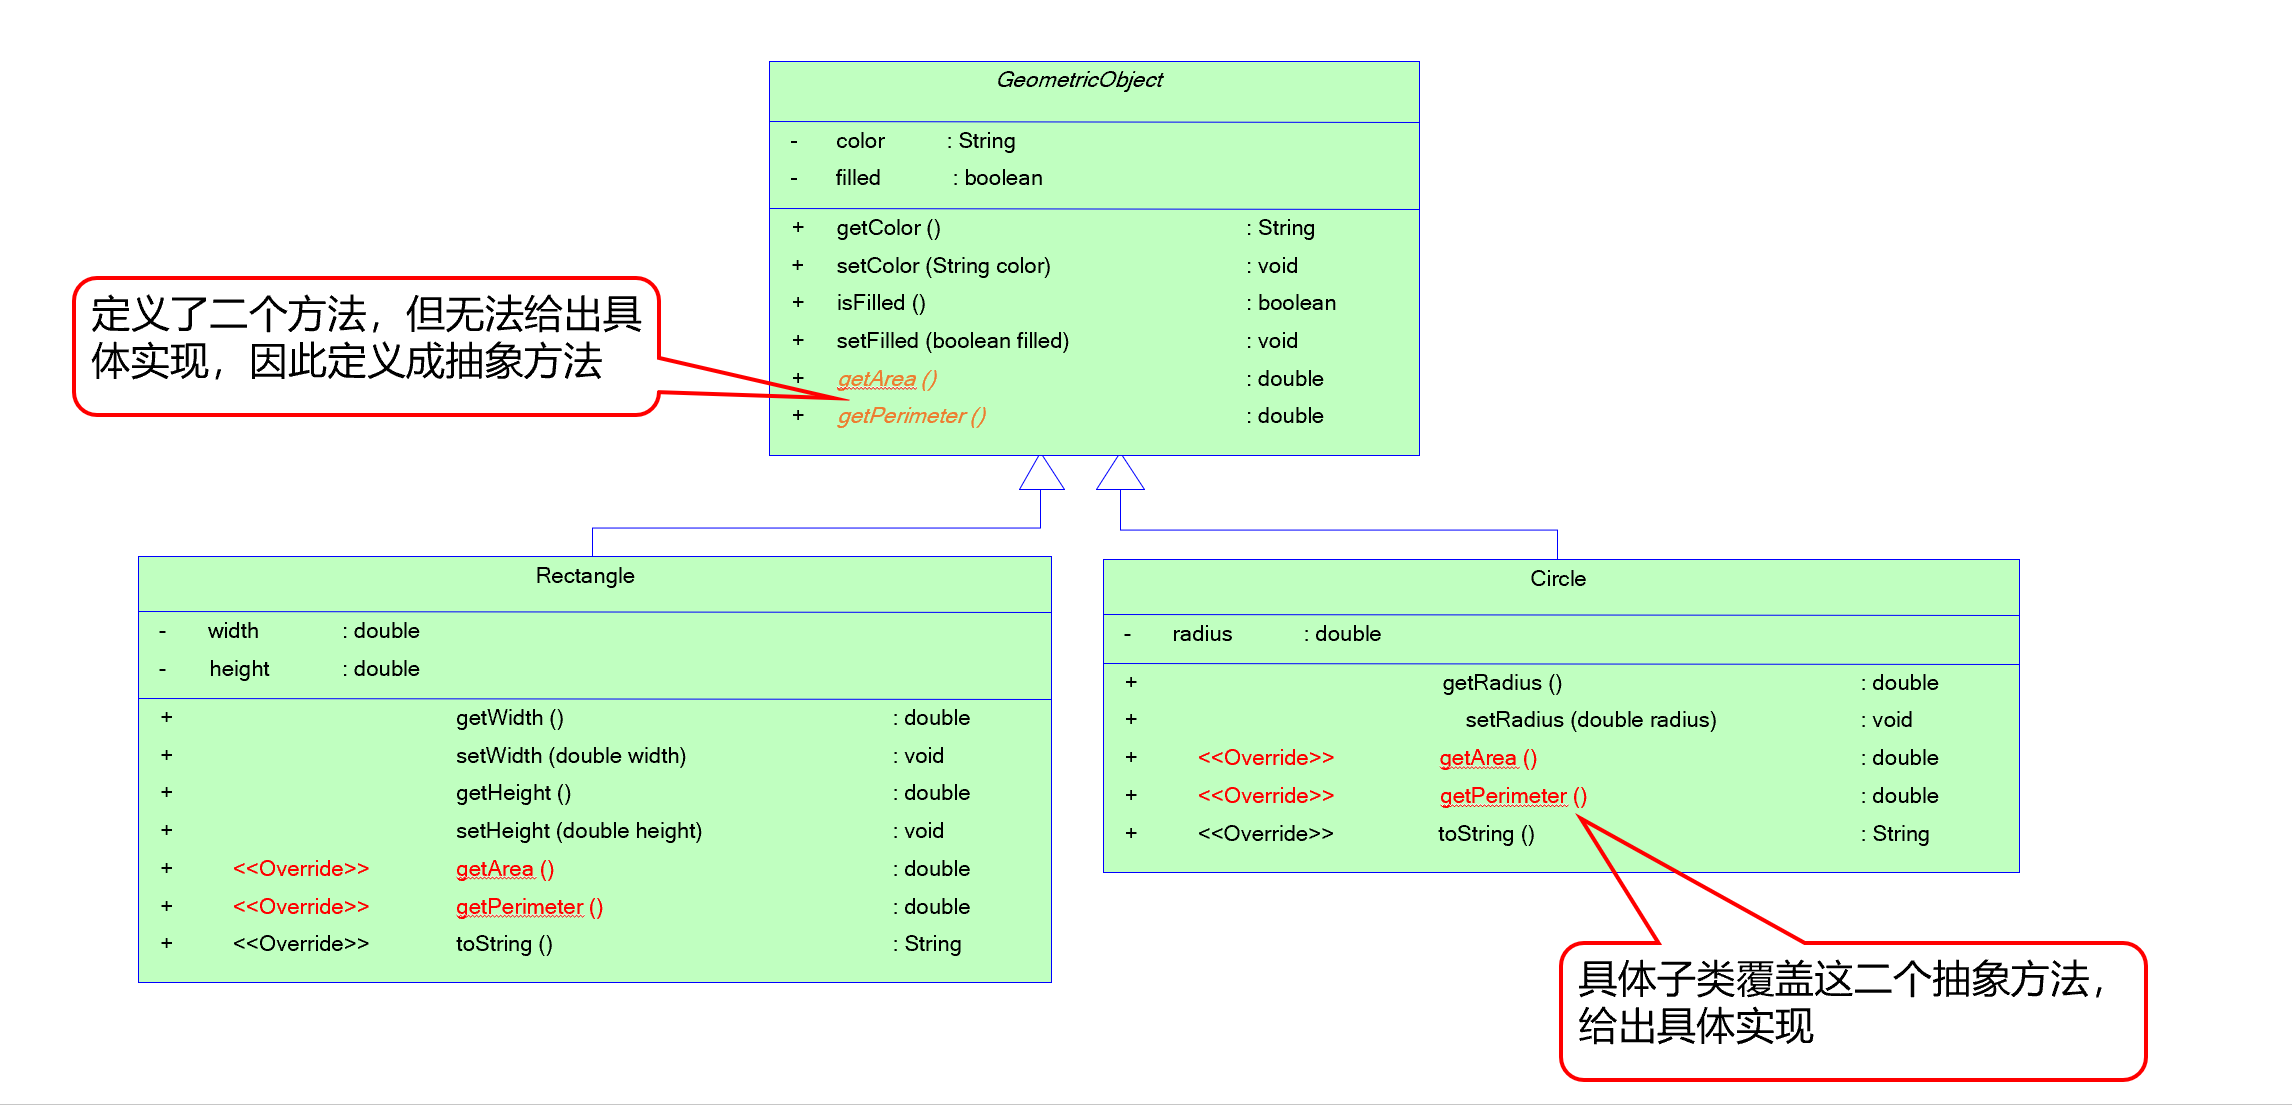 GeometricObject
- color : String
- filled : boolean
+ getColor () : String
+ setColor (String color) : void
+ isFilled () : boolean
+ setFilled (boolean filled) : void
+ getArea () : double
+ getPerimeter () : double
定义了二个方法，但无法给出具
体实现，因此定义成抽象方法
Rectangle
- width : double
- height : double
+ getWidth () : double
+ setWidth (double width) : void
+ getHeight () : double
+ setHeight (double height) : void
+ <<Override>> getArea () : double
+ <<Override>> getPerimeter () : double
+ <<Override>> toString () : String
Circle
- radius : double
+ getRadius () : double
+ setRadius (double radius) : void
+ <<Override>> getArea () : double
+ <<Override>> getPerimeter () : double
+ <<Override>> toString () : String
具体子类覆盖这二个抽象方法，
给出具体实现